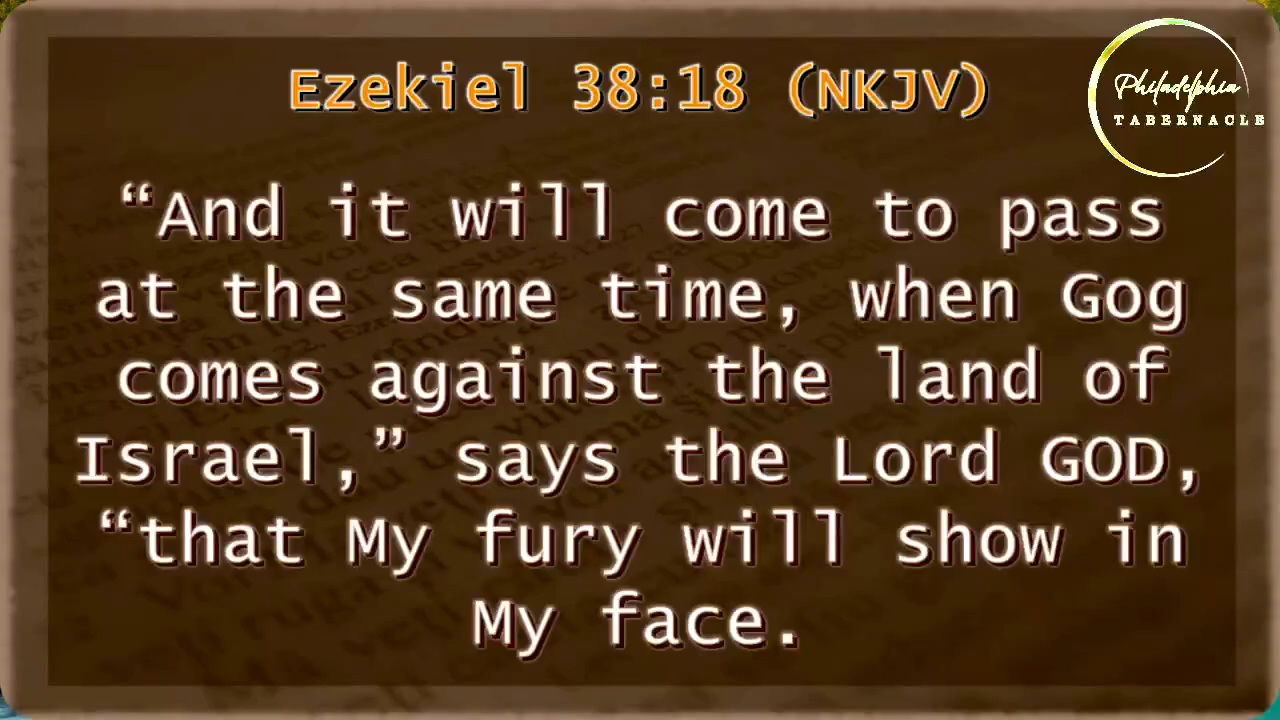 Ezekiel 38:18 (NKJV)
Philadelphia
TABERNACLE
“And it will come to pass
at the same time, when Gog
comes against the land of
Israel,” says the Lord GOD,
“that My fury will show in
My face.